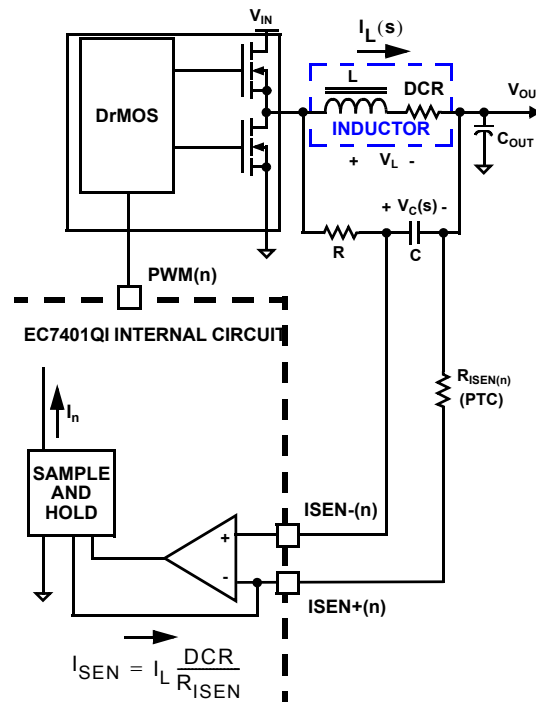 V_IN
I_L(s)
DrMOS
L
DCR
V_OU
INDUCTOR
C_OUT
+ V_L -
+ V_C(s) -
R
C
PWM(n)
EC7401QI INTERNAL CIRCUIT
R_ISEN(n)
(PTC)
I_n
SAMPLE
AND
HOLD
ISEN-(n)
+
-
ISEN+(n)
I_SEN = I_L DCR / R_ISEN